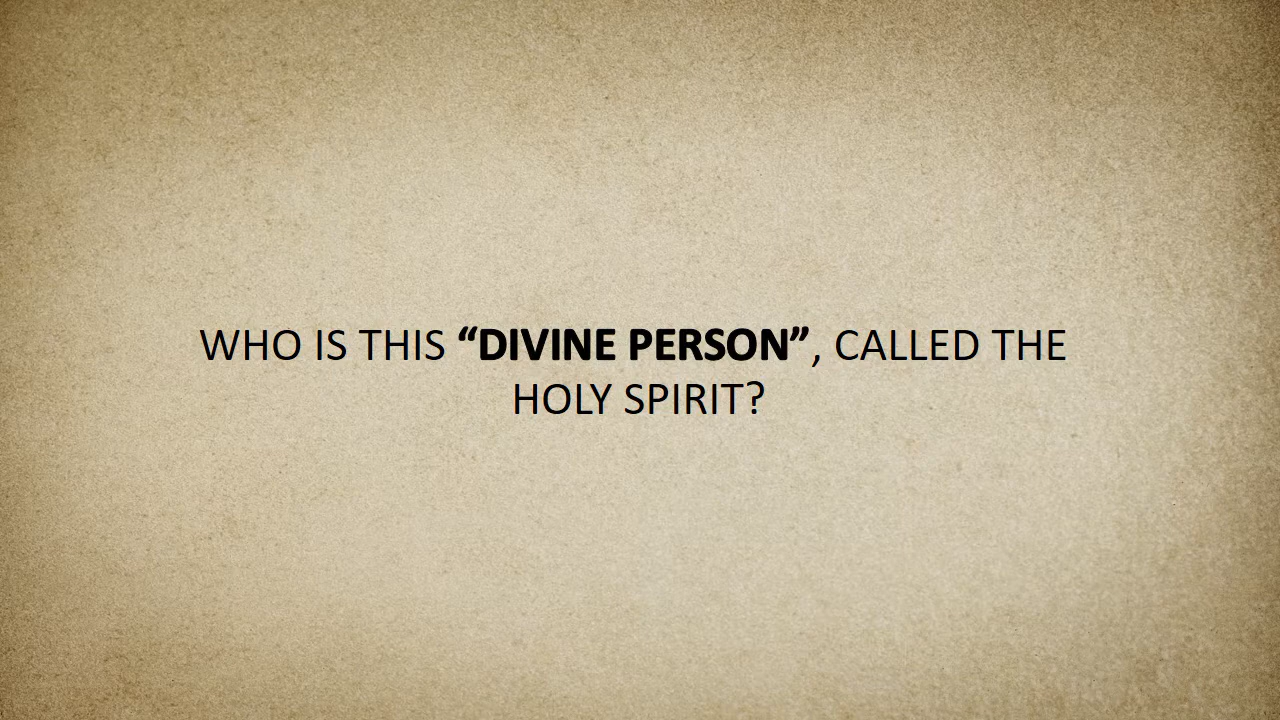 WHO IS THIS “DIVINE PERSON”, CALLED THE
HOLY SPIRIT?